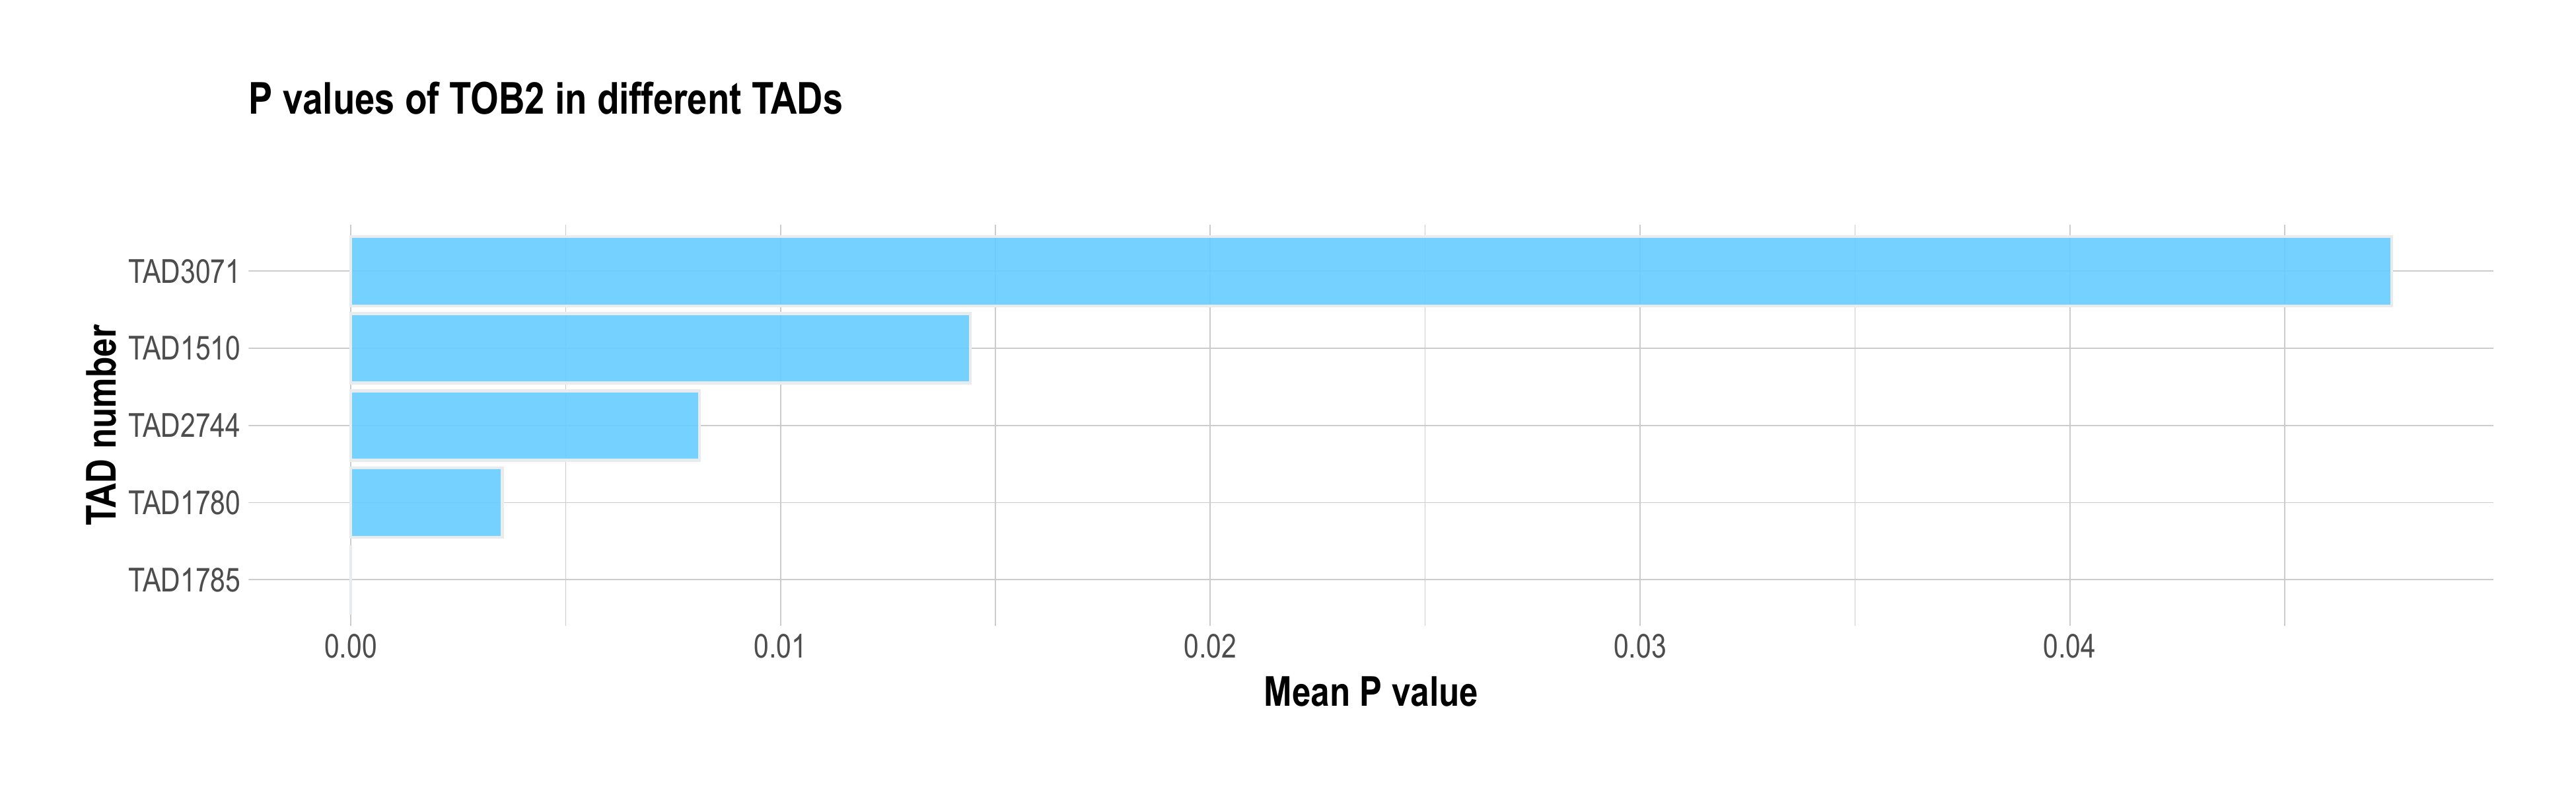 P values of TOB2 in different TADs
TAD number
TAD3071
TAD1510
TAD2744
TAD1780
TAD1785
0.00 0.01 0.02 0.03 0.04
Mean P value